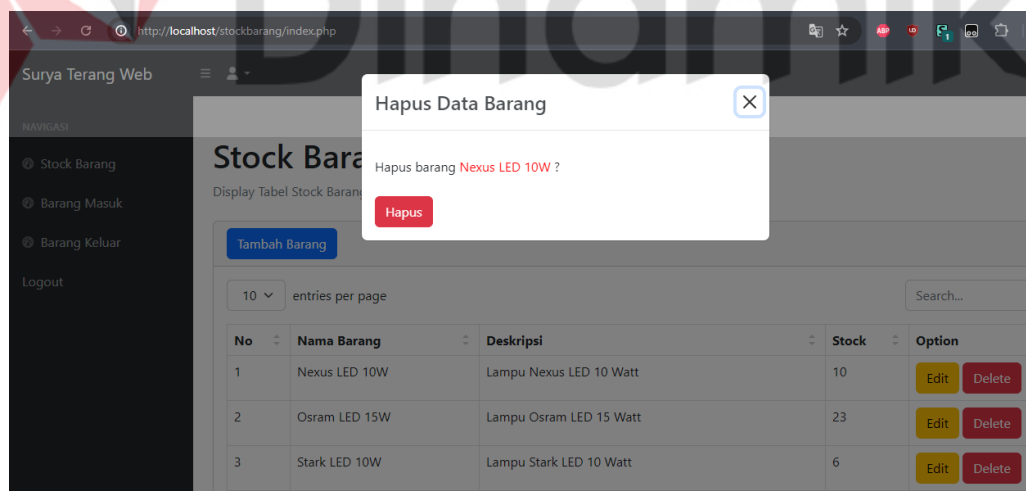 Dinamik
http://localhost/stockbarang/index.php
ABP
1
Surya Terang Web
Hapus Data Barang
NAVIGASI
Stock Barang
Barang Masuk
Barang Keluar
Logout
Stock Bara
Display Tabel Stock Barang
Hapus barang Nexus LED 10W ?
Hapus
Tambah Barang
10 entries per page
Search...
No Nama Barang Deskripsi Stock Option
1 Nexus LED 10W Lampu Nexus LED 10 Watt 10 Edit Delete
2 Osram LED 15W Lampu Osram LED 15 Watt 23 Edit Delete
3 Stark LED 10W Lampu Stark LED 10 Watt 6 Edit Delete